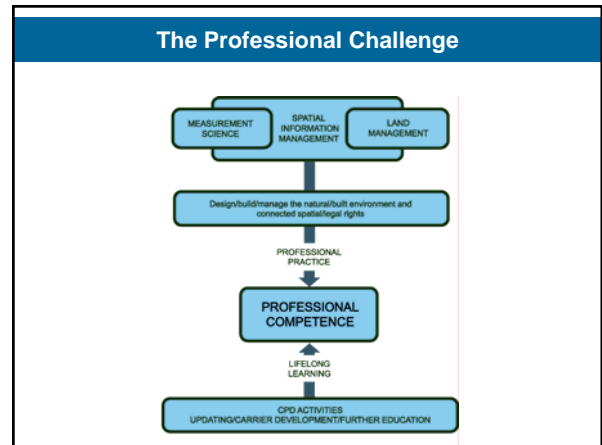 The Professional Challenge
SPATIAL
INFORMATION
MANAGEMENT
MEASUREMENT
SCIENCE
LAND
MANAGEMENT
Design/build/manage the natural/built environment and
connected spatial/legal rights
PROFESSIONAL
PRACTICE
PROFESSIONAL
COMPETENCE
LIFELONG
LEARNING
CPD ACTIVITIES
UPDATING/CARRIER DEVELOPMENT/FURTHER EDUCATION